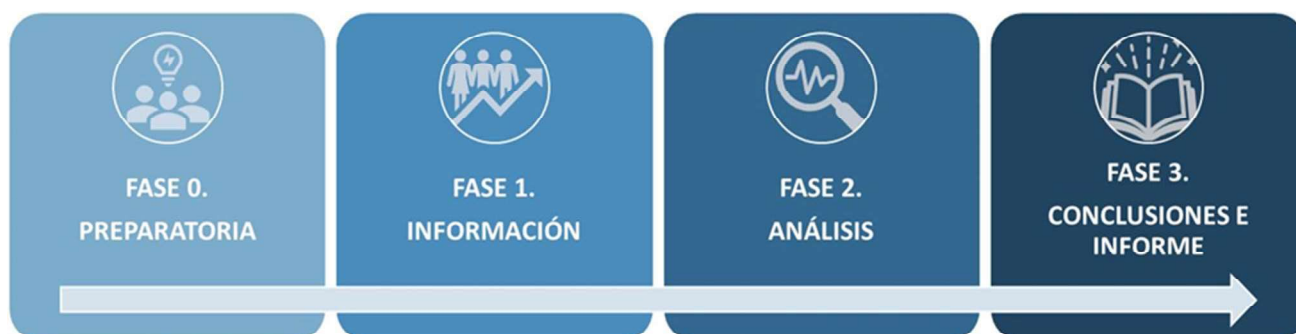 FASE 0.
PREPARATORIA
FASE 1.
INFORMACIÓN
FASE 2.
ANÁLISIS
FASE 3.
CONCLUSIONES E
INFORME